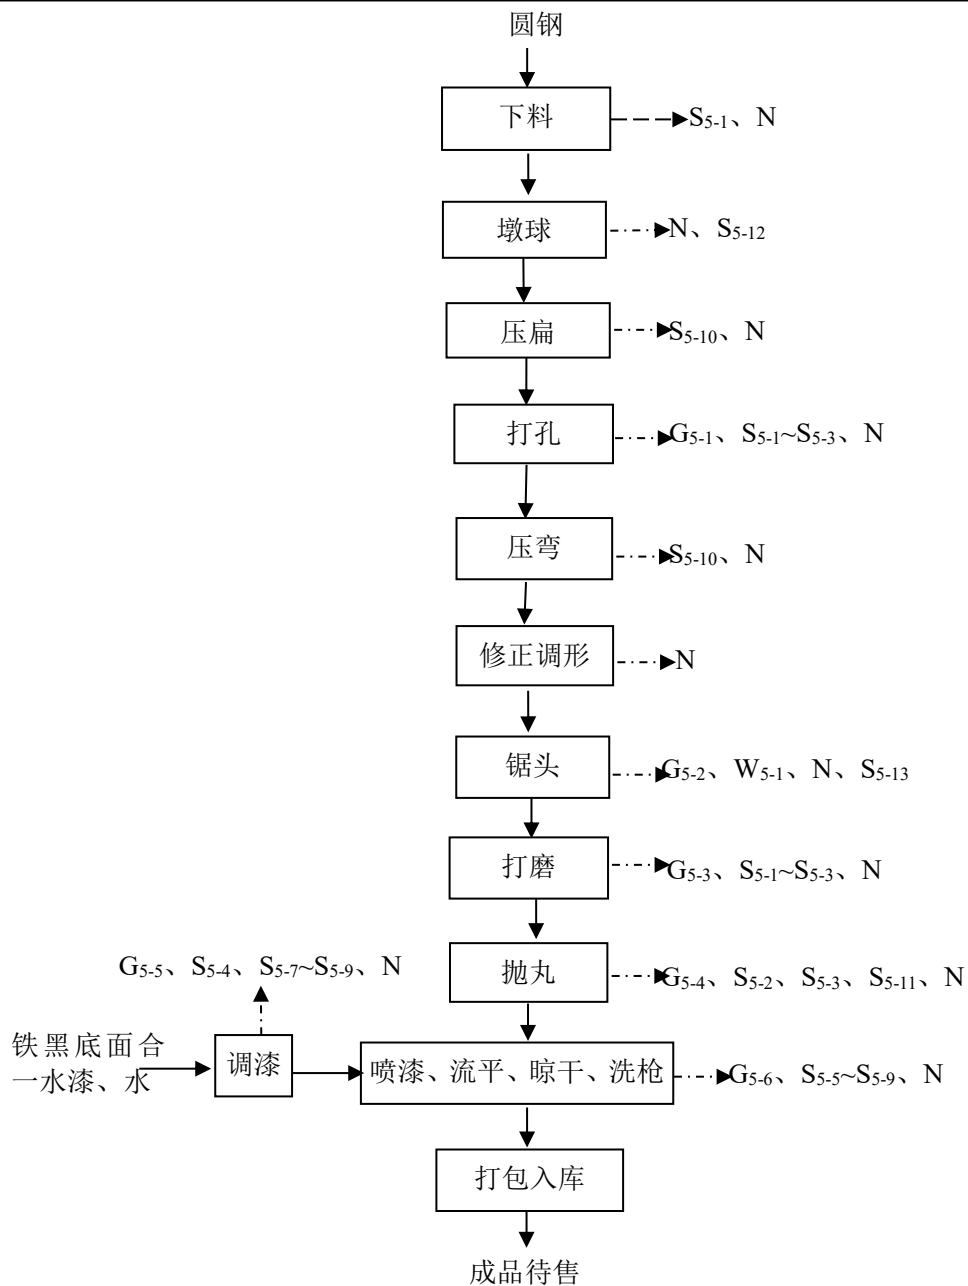 圆钢
下料
S5-1、N
墩球
N、S5-12
压扁
S5-10、N
打孔
G5-1、S5-1~S5-3、N
压弯
S5-10、N
修正调形
N
锯头
G5-2、W5-1、N、S5-13
打磨
G5-3、S5-1~S5-3、N
G5-5、S5-4、S5-7~S5-9、N
抛丸
G5-4、S5-2、S5-3、S5-11、N
铁黑底面合
一水漆、水
调漆
喷漆、流平、晾干、洗枪
G5-6、S5-5~S5-9、N
打包入库
成品待售